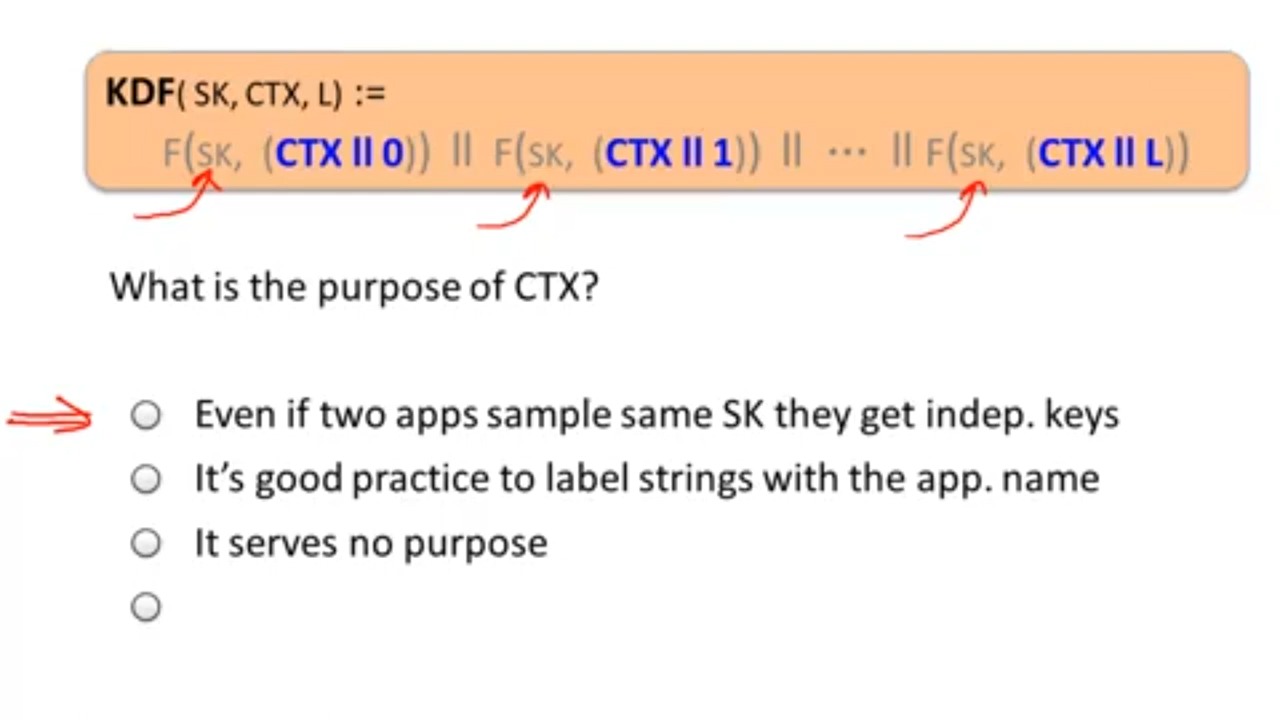 KDF( SK, CTX, L) :=
F(SK, (CTX ll 0)) ll F(SK, (CTX ll 1)) ll ⋯ ll F(SK, (CTX ll L))
What is the purpose of CTX?
Even if two apps sample same SK they get indep. keys
It’s good practice to label strings with the app. name
It serves no purpose